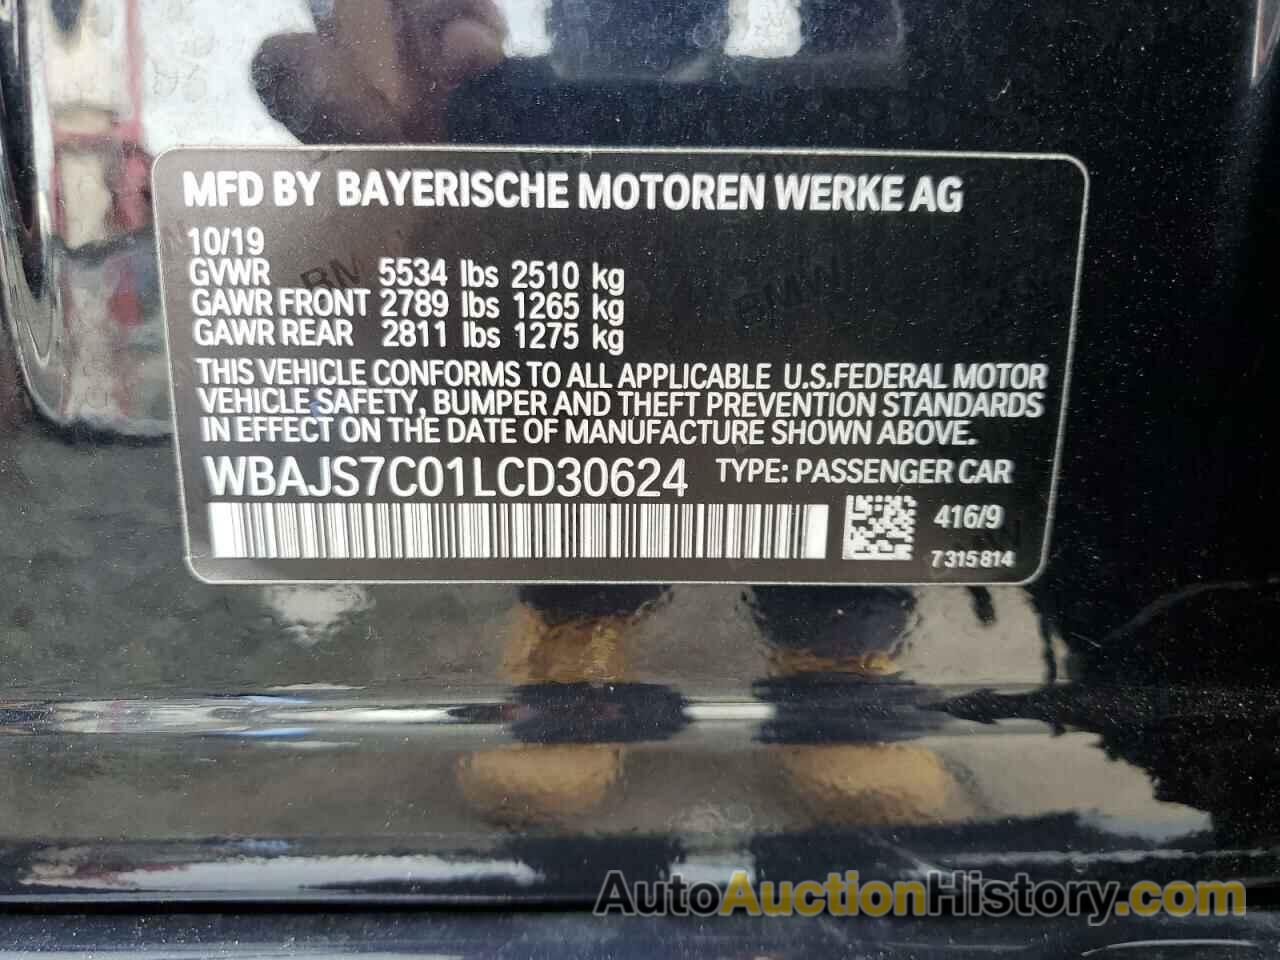 MFD BY BAYERISCHE MOTOREN WERKE AG
10/19
GVWR 5534 lbs 2510 kg
GAWR FRONT 2789 lbs 1265 kg
GAWR REAR 2811 lbs 1275 kg
THIS VEHICLE CONFORMS TO ALL APPLICABLE U.S.FEDERAL MOTOR
VEHICLE SAFETY, BUMPER AND THEFT PREVENTION STANDARDS
IN EFFECT ON THE DATE OF MANUFACTURE SHOWN ABOVE.
WBAJS7C01LCD30624 TYPE: PASSENGER CAR
416/9
7315814
AutoAuctionHistory.com